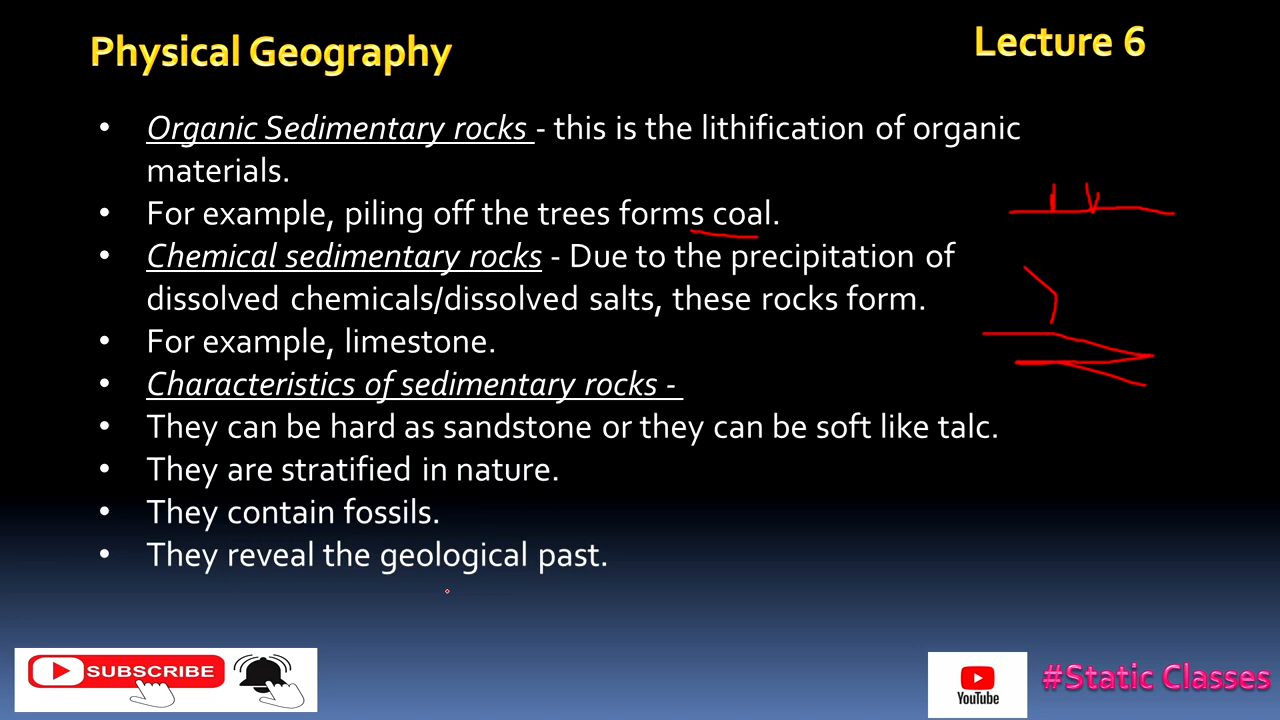 Physical Geography
Lecture 6
• Organic Sedimentary rocks - this is the lithification of organic
materials.
• For example, piling off the trees forms coal.
• Chemical sedimentary rocks - Due to the precipitation of
dissolved chemicals/dissolved salts, these rocks form.
• For example, limestone.
• Characteristics of sedimentary rocks -
• They can be hard as sandstone or they can be soft like talc.
• They are stratified in nature.
• They contain fossils.
• They reveal the geological past.
SUBSCRIBE
YouTube
#Static Classes